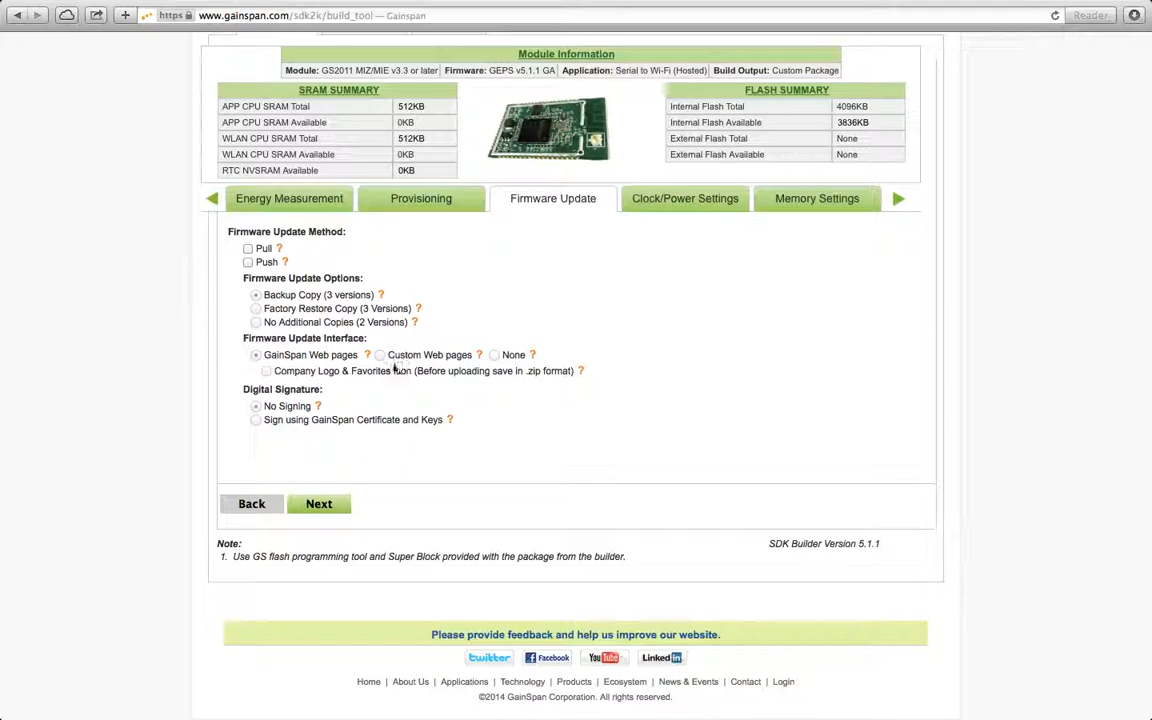 https www.gainspan.com/sdk2k/build_tool — Gainspan Reader
Module Information
Module: GS2011 MIZ/MIE v3.3 or later Firmware: GEPS v5.1.1 GA Application: Serial to Wi-Fi (Hosted) Build Output: Custom Package
SRAM SUMMARY
APP CPU SRAM Total 512KB
APP CPU SRAM Available 0KB
WLAN CPU SRAM Total 512KB
WLAN CPU SRAM Available 0KB
RTC NVSRAM Available 0KB
FLASH SUMMARY
Internal Flash Total 4096KB
Internal Flash Available 3836KB
External Flash Total None
External Flash Available None
Energy Measurement Provisioning Firmware Update Clock/Power Settings Memory Settings
Firmware Update Method:
Pull ?
Push ?
Firmware Update Options:
Backup Copy (3 versions) ?
Factory Restore Copy (3 Versions) ?
No Additional Copies (2 Versions) ?
Firmware Update Interface:
GainSpan Web pages ? Custom Web pages ? None ?
Company Logo & Favorites Icon (Before uploading save in .zip format) ?
Digital Signature:
No Signing ?
Sign using GainSpan Certificate and Keys ?
Back Next
Note: SDK Builder Version 5.1.1
1. Use GS flash programming tool and Super Block provided with the package from the builder.
Please provide feedback and help us improve our website.
twitter Facebook YouTube LinkedIn
Home | About Us | Applications | Technology | Products | Ecosystem | News & Events | Contact | Login
©2014 GainSpan Corporation. All rights reserved.